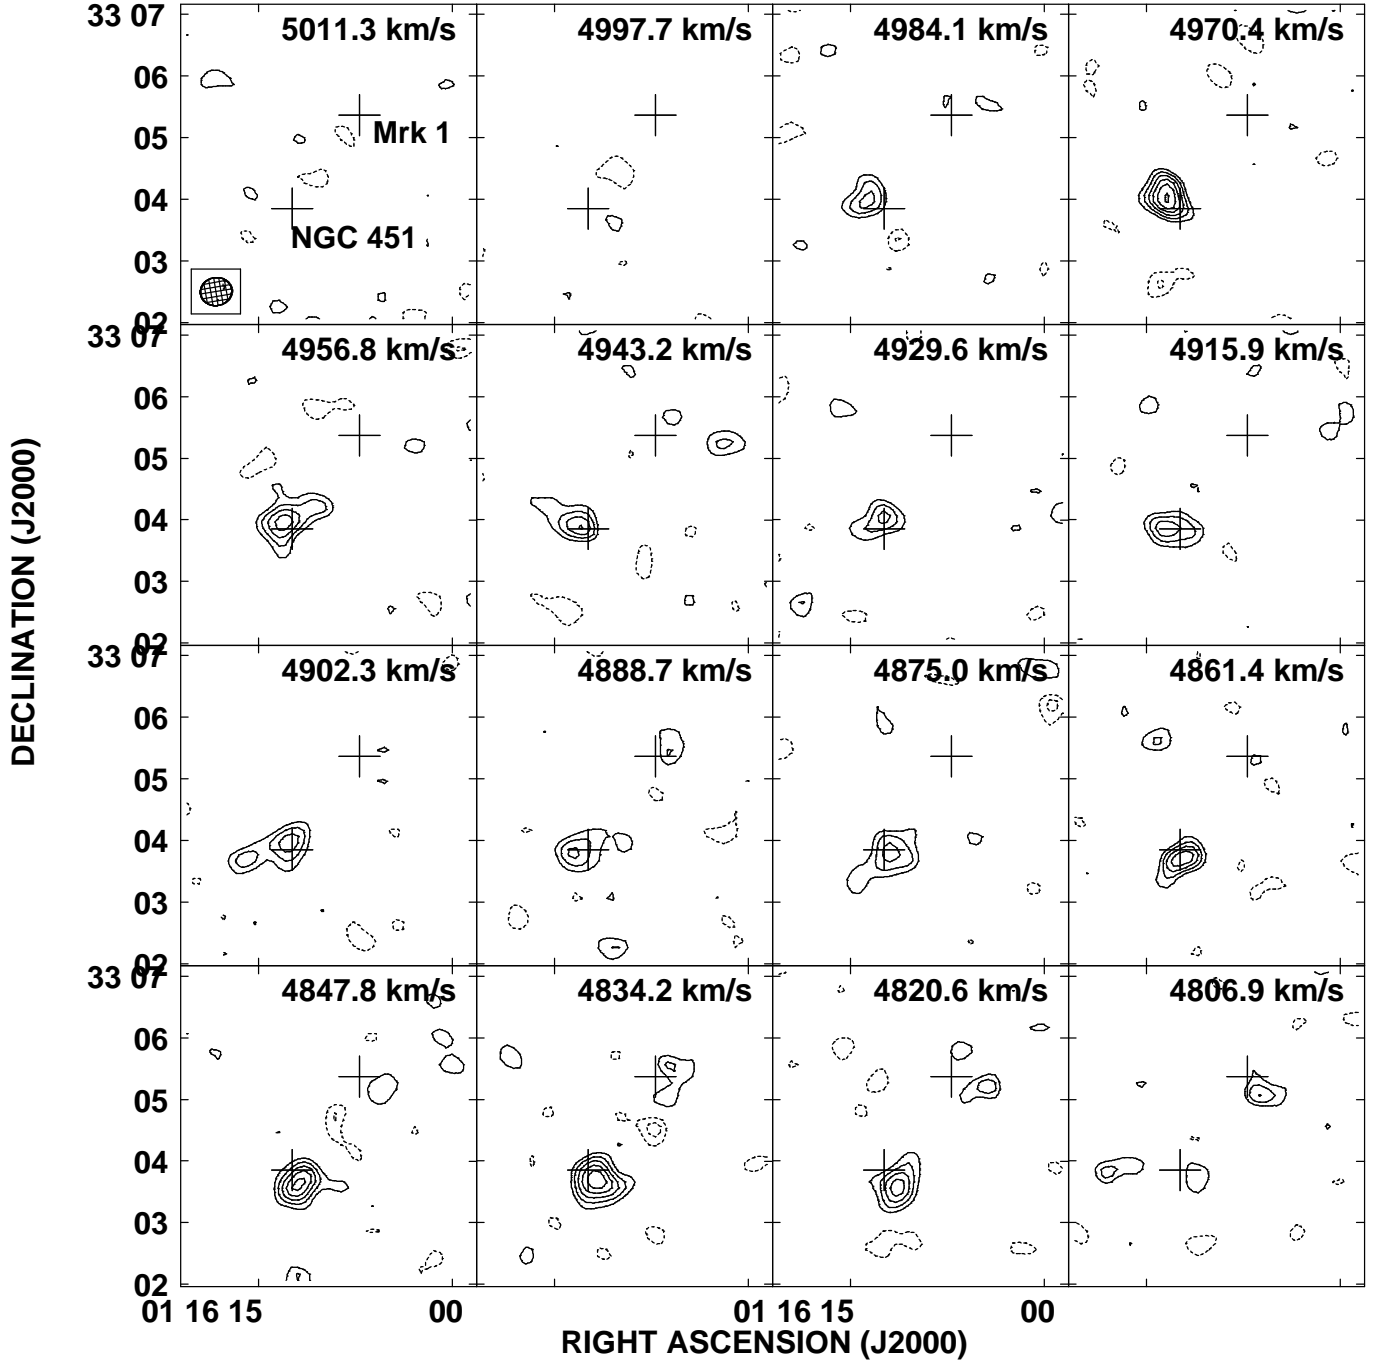 33 07
5011.3 km/s
4997.7 km/s
4984.1 km/s
4970.4 km/s
06
05
Mrk 1
04
NGC 451
03
02
33 07
4956.8 km/s
4943.2 km/s
4929.6 km/s
4915.9 km/s
06
05
04
03
02
33 07
4902.3 km/s
4888.7 km/s
4875.0 km/s
4861.4 km/s
06
05
04
03
02
33 07
4847.8 km/s
4834.2 km/s
4820.6 km/s
4806.9 km/s
06
05
04
03
02
01 16 15
00
01 16 15
00
DECLINATION (J2000)
RIGHT ASCENSION (J2000)